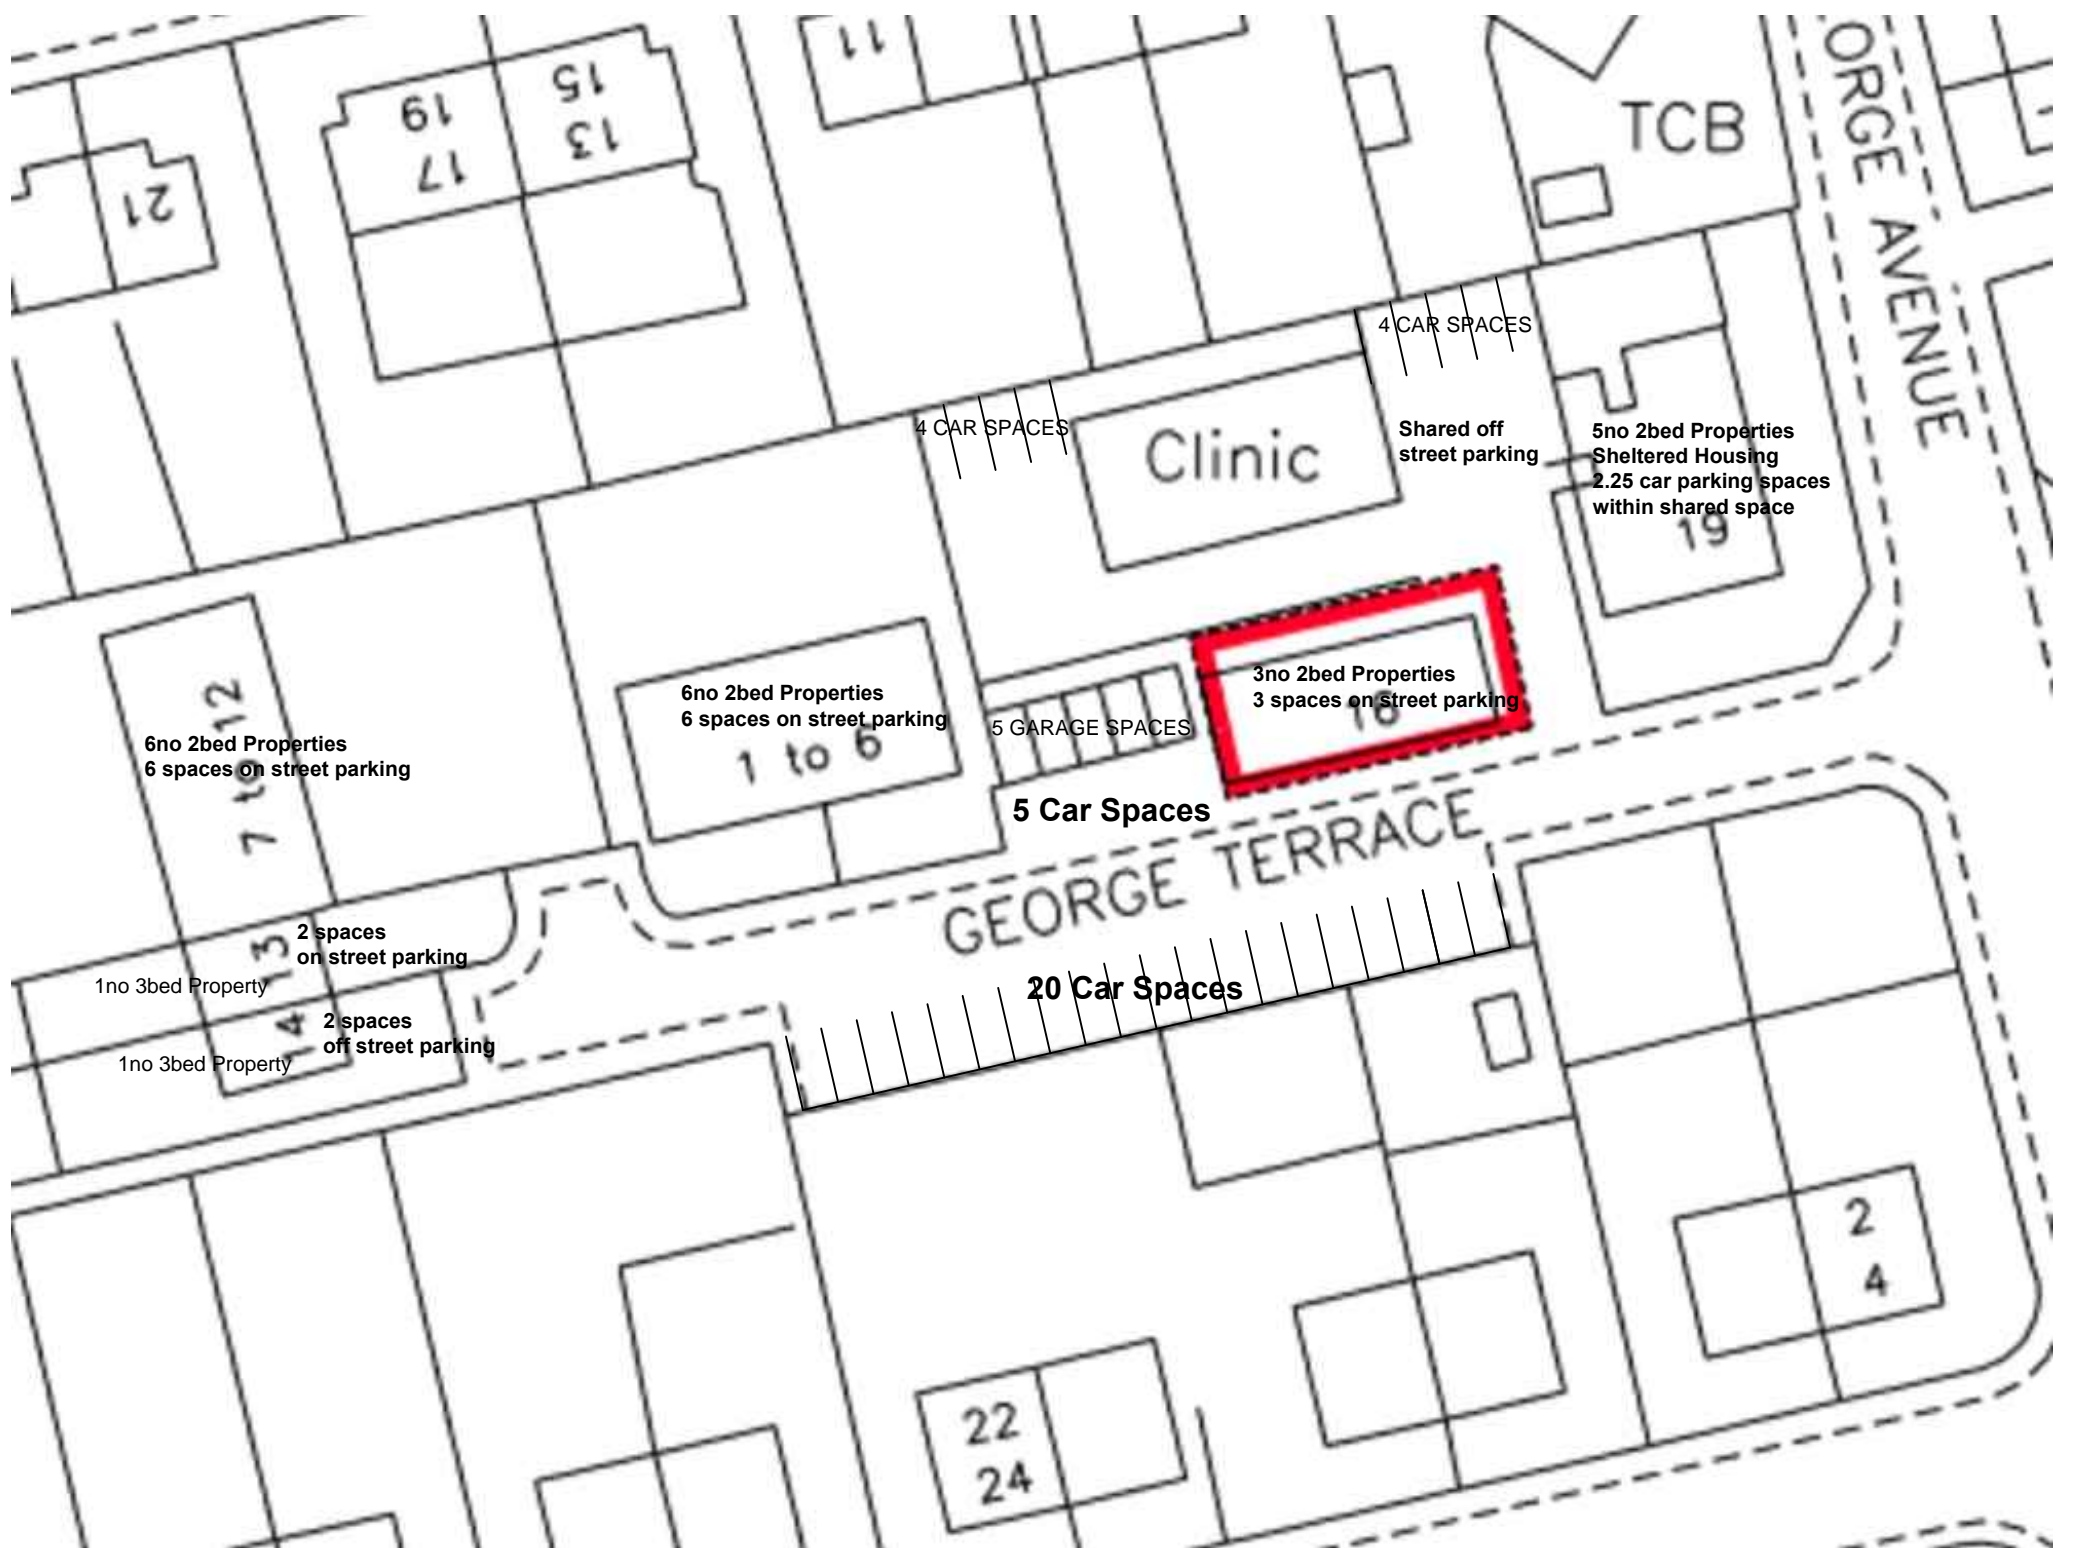 11
15
13
19
17
21
TCB
ORGE AVENUE
4 CAR SPACES
4 CAR SPACES
Clinic
Shared off
street parking
5no 2bed Properties
Sheltered Housing
2.25 car parking spaces
within shared space
19
3no 2bed Properties
3 spaces on street parking
5 GARAGE SPACES
6no 2bed Properties
6 spaces on street parking
1 to 6
6no 2bed Properties
6 spaces on street parking
7 to 12
5 Car Spaces
GEORGE TERRACE
20 Car Spaces
13
2 spaces
on street parking
1no 3bed Property
14
2 spaces
off street parking
1no 3bed Property
2
4
22
24